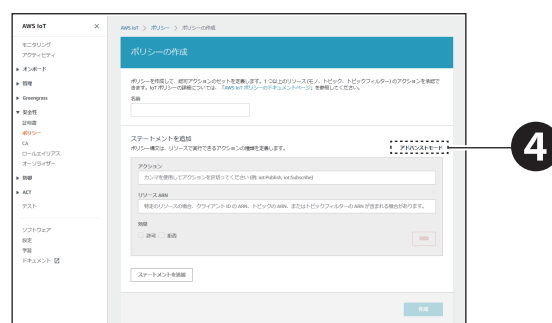 AWS IoT ×
モニタリング
アクティビティ
オンボード
管理
Greengrass
安全性
証明書
ポリシー
CA
ロールエイリアス
オーソライザー
防御
ACT
テスト
ソフトウェア
設定
学習
ドキュメント
AWS IoT > ポリシー > ポリシーの作成
ポリシーの作成
ポリシーを作成して、認可アクションのセットを定義します。1 つ以上のリソース (モノ、トピック、トピックフィルター) のアクションを承認で
きます。IoT ポリシーの詳細については、「AWS IoT ポリシーのドキュメントページ」を参照してください。
名前
ステートメントを追加
ポリシー構文は、リソースで実行できるアクションの種類を定義します。
アドバンストモード
4
アクション
カンマを使用してアクションを区切ってください (例: iot:Publish, iot:Subscribe)
リソース ARN
特定のリソースの場合、クライアント ID の ARN、トピックの ARN、またはトピックフィルターの ARN が含まれる場合があります。
効果
許可 拒否
削除
ステートメントを追加
作成